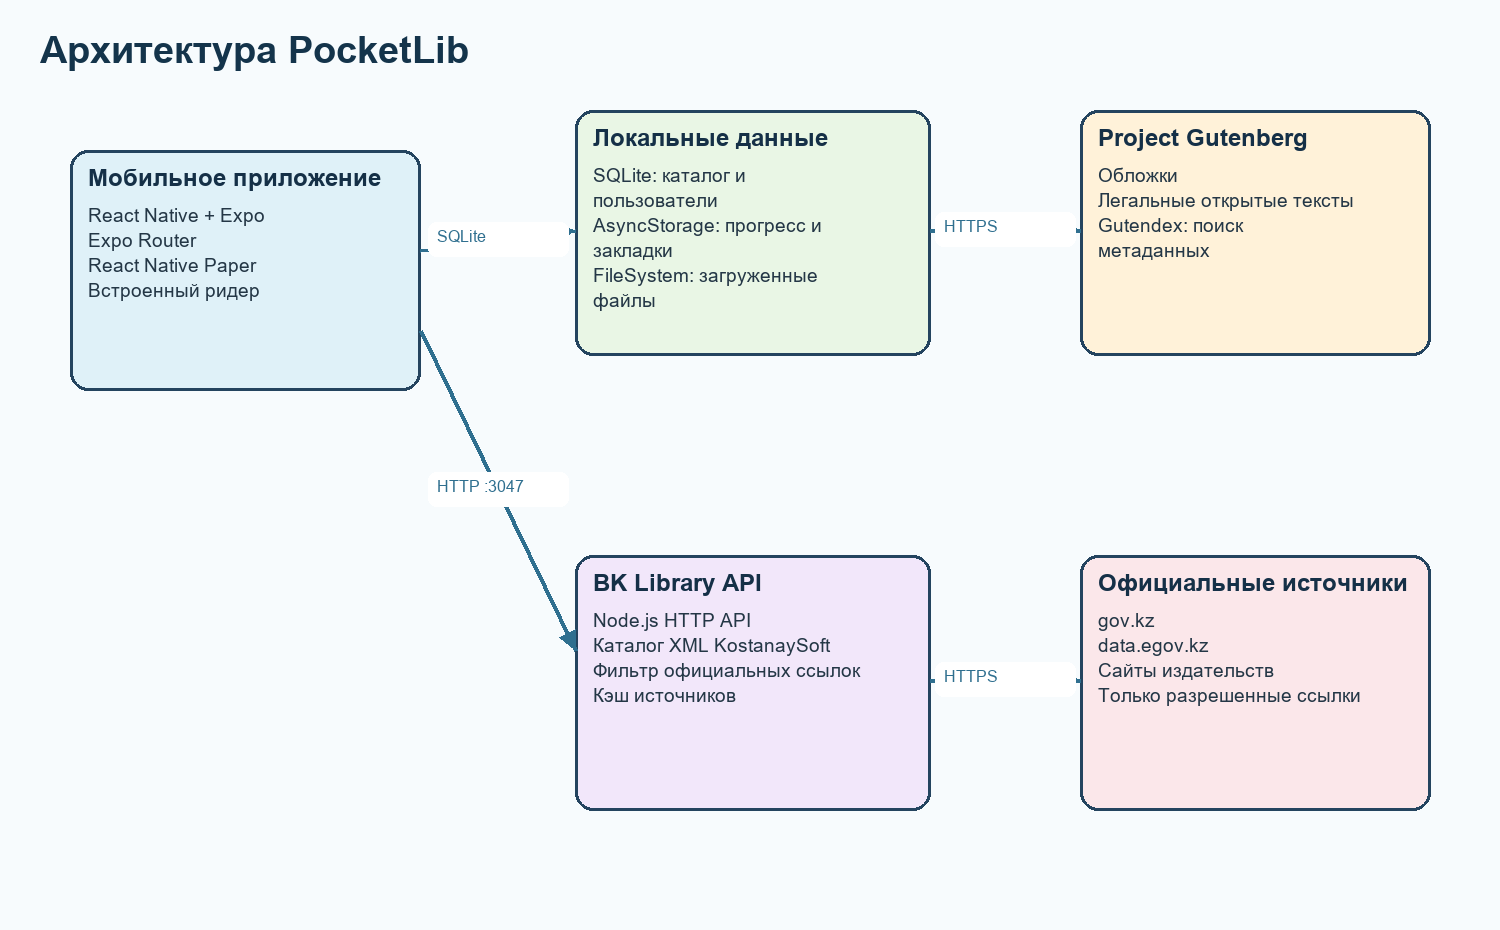 Архитектура PocketLib
Мобильное приложение
React Native + Expo
Expo Router
React Native Paper
Встроенный ридер
SQLite
Локальные данные
SQLite: каталог и
пользователи
AsyncStorage: прогресс и
закладки
FileSystem: загруженные
файлы
HTTPS
Project Gutenberg
Обложки
Легальные открытые тексты
Gutendex: поиск
метаданных
HTTP :3047
BK Library API
Node.js HTTP API
Каталог XML KostanaySoft
Фильтр официальных ссылок
Кэш источников
HTTPS
Официальные источники
gov.kz
data.egov.kz
Сайты издательств
Только разрешенные ссылки